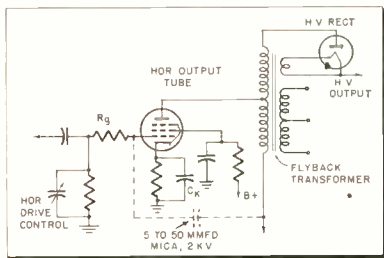 H V RECT
HOR OUTPUT
TUBE
Rg
H V
OUTPUT
FLYBACK
TRANSFORMER
CK
B+
HOR
DRIVE
CONTROL
5 TO 50 MMFD
MICA, 2 KV